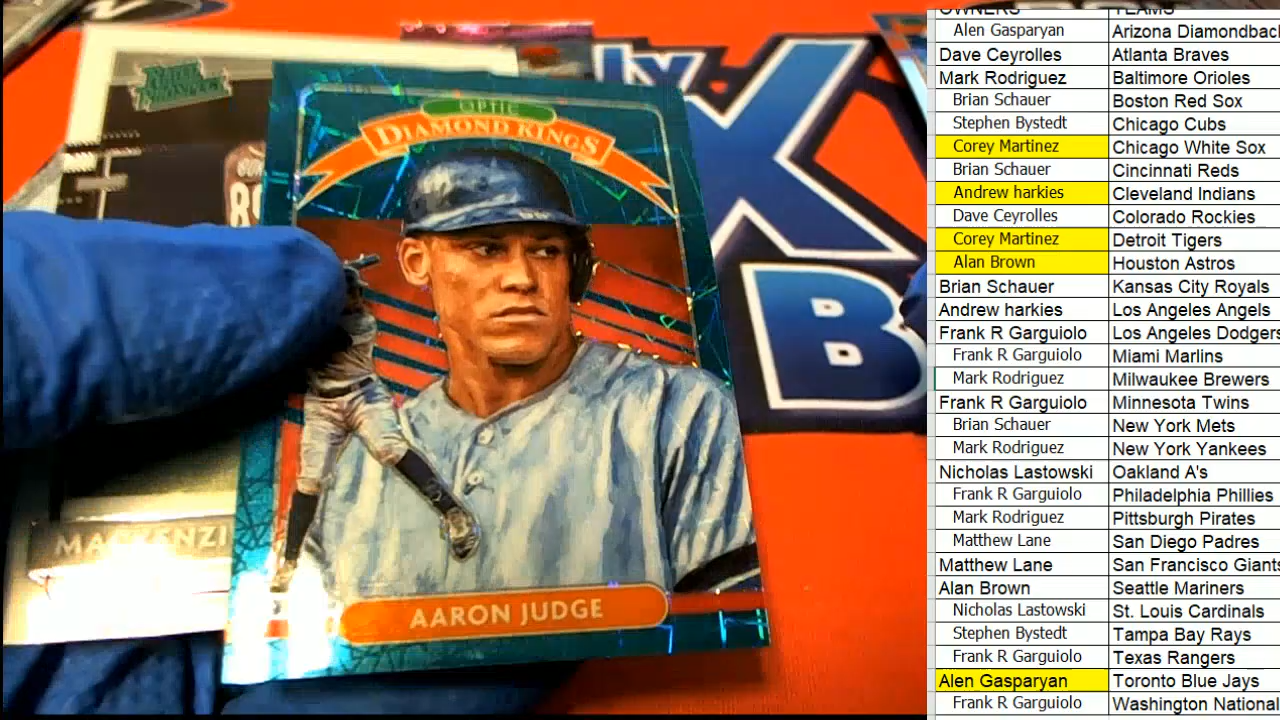 OPTIC
DIAMOND KINGS
AARON JUDGE
RATED
MACKENZI
X
B
OWNERS TEAMS
Alen Gasparyan Arizona Diamondbac
Dave Ceyrolles Atlanta Braves
Mark Rodriguez Baltimore Orioles
Brian Schauer Boston Red Sox
Stephen Bystedt Chicago Cubs
Corey Martinez Chicago White Sox
Brian Schauer Cincinnati Reds
Andrew harkies Cleveland Indians
Dave Ceyrolles Colorado Rockies
Corey Martinez Detroit Tigers
Alan Brown Houston Astros
Brian Schauer Kansas City Royals
Andrew harkies Los Angeles Angels
Frank R Garguiolo Los Angeles Dodgers
Frank R Garguiolo Miami Marlins
Mark Rodriguez Milwaukee Brewers
Frank R Garguiolo Minnesota Twins
Brian Schauer New York Mets
Mark Rodriguez New York Yankees
Nicholas Lastowski Oakland A's
Frank R Garguiolo Philadelphia Phillies
Mark Rodriguez Pittsburgh Pirates
Matthew Lane San Diego Padres
Matthew Lane San Francisco Giants
Alan Brown Seattle Mariners
Nicholas Lastowski St. Louis Cardinals
Stephen Bystedt Tampa Bay Rays
Frank R Garguiolo Texas Rangers
Alen Gasparyan Toronto Blue Jays
Frank R Garguiolo Washington National